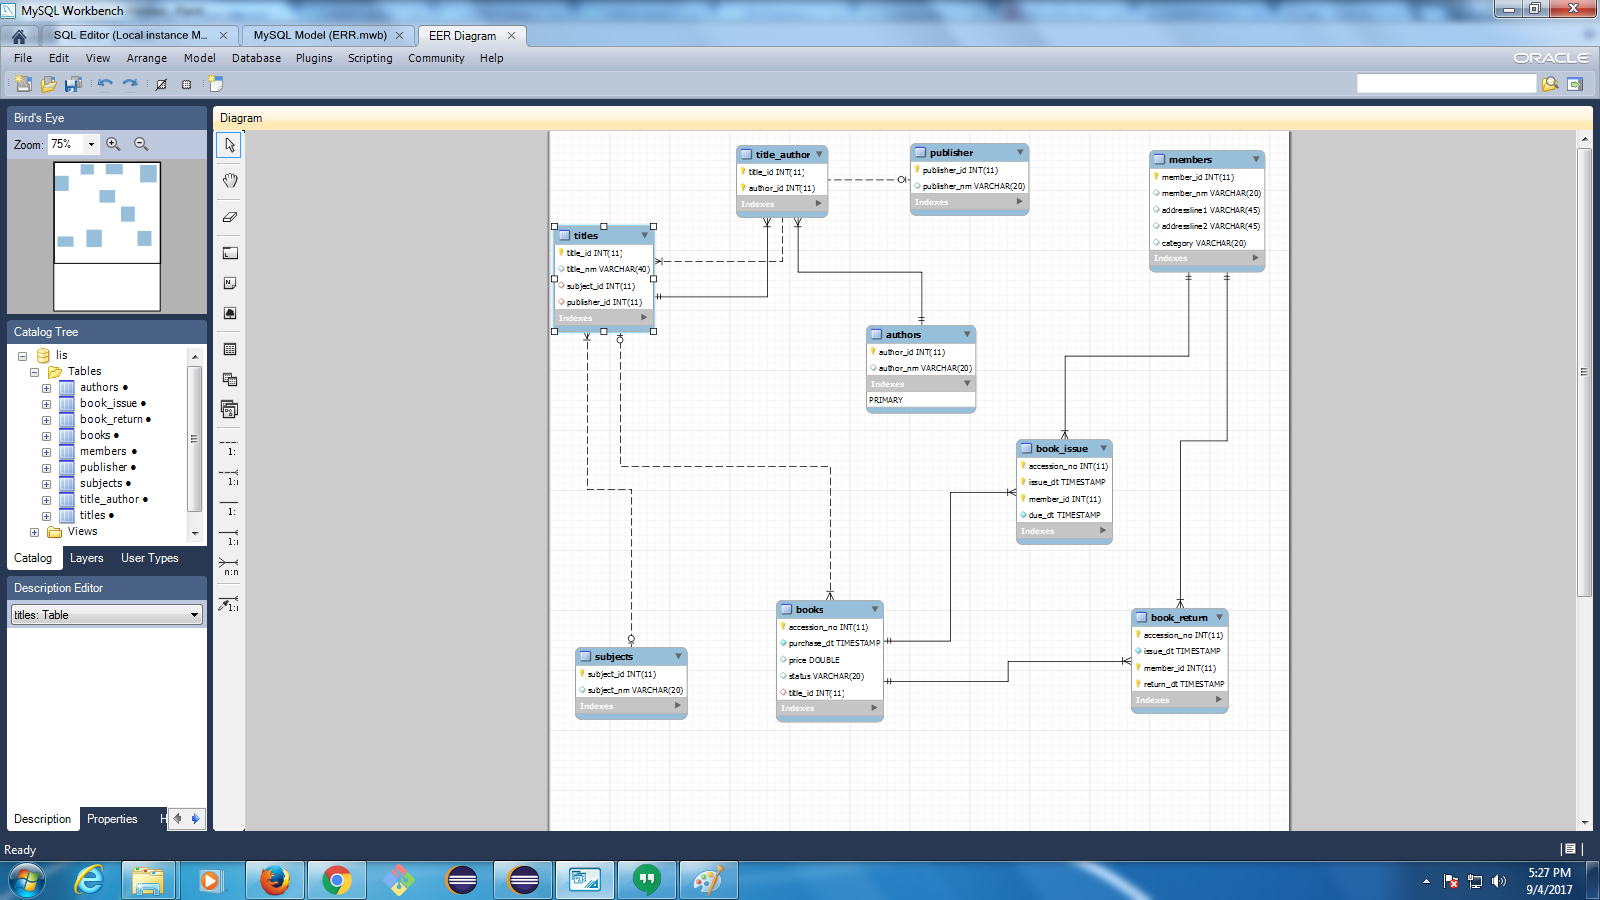 MySQL Workbench
SQL Editor (Local instance M...
MySQL Model (ERR.mwb)
EER Diagram
File Edit View Arrange Model Database Plugins Scripting Community Help
ORACLE
Bird's Eye
Zoom: 75%
Catalog Tree
lis
Tables
authors
book_issue
book_return
books
members
publisher
subjects
title_author
titles
Views
Catalog Layers User Types
Description Editor
titles: Table
Description Properties H
Ready
Diagram
1:
1:n
1:
1:n
n:n
1:n
title_author
title_id INT(11)
author_id INT(11)
Indexes
publisher
publisher_id INT(11)
publisher_nm VARCHAR(20)
Indexes
members
member_id INT(11)
member_nm VARCHAR(20)
addressline1 VARCHAR(45)
addressline2 VARCHAR(45)
category VARCHAR(20)
Indexes
titles
title_id INT(11)
title_nm VARCHAR(40)
subject_id INT(11)
publisher_id INT(11)
Indexes
authors
author_id INT(11)
author_nm VARCHAR(20)
Indexes
PRIMARY
book_issue
accession_no INT(11)
issue_dt TIMESTAMP
member_id INT(11)
due_dt TIMESTAMP
Indexes
books
accession_no INT(11)
purchase_dt TIMESTAMP
price DOUBLE
status VARCHAR(20)
title_id INT(11)
Indexes
book_return
accession_no INT(11)
issue_dt TIMESTAMP
member_id INT(11)
return_dt TIMESTAMP
Indexes
subjects
subject_id INT(11)
subject_nm VARCHAR(20)
Indexes
5:27 PM
9/4/2017